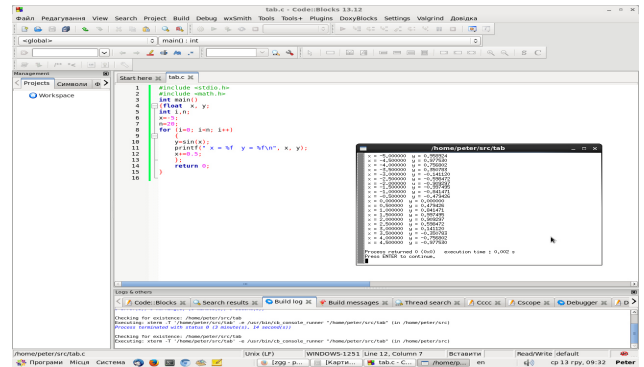 tab.c - Code::Blocks 13.12
Файл Редагування View Search Project Build Debug wxSmith Tools Tools+ Plugins DoxyBlocks Settings Valgrind Довідка
<global> main() : int
Management
Projects Символи Ф
Workspace
Start here tab.c
1 #include <stdio.h>
2 #include <math.h>
3 int main()
4 {float x, y;
5 int i,n;
6 x=-5;
7 n=20;
8 for (i=0; i<n; i++)
9 {
10 y=sin(x);
11 printf(" x = %f y = %f\n", x, y);
12 x+=0.5;
13 };
14 return 0;
15 }
16
/home/peter/src/tab
x = -5,000000 y = 0,958924
x = -4,500000 y = 0,977530
x = -4,000000 y = 0,756802
x = -3,500000 y = 0,350783
x = -3,000000 y = -0,141120
x = -2,500000 y = -0,598472
x = -2,000000 y = -0,909297
x = -1,500000 y = -0,997495
x = -1,000000 y = -0,841471
x = -0,500000 y = -0,479426
x = 0,000000 y = 0,000000
x = 0,500000 y = 0,479426
x = 1,000000 y = 0,841471
x = 1,500000 y = 0,997495
x = 2,000000 y = 0,909297
x = 2,500000 y = 0,598472
x = 3,000000 y = 0,141120
x = 3,500000 y = -0,350783
x = 4,000000 y = -0,756802
x = 4,500000 y = -0,977530
Process returned 0 (0x0) execution time : 0,002 s
Press ENTER to continue.
Logs & others
Code::Blocks Search results Build log Build messages Thread search Cccc Cscope Debugger D
Process terminated with status 0 (3 minute(s), 14 second(s))
Checking for existence: /home/peter/src/tab
Executing: xterm -T '/home/peter/src/tab' -e /usr/bin/cb_console_runner "/home/peter/src/tab" (in /home/peter/src)
Process terminated with status 0 (3 minute(s), 14 second(s))
Checking for existence: /home/peter/src/tab
Executing: xterm -T '/home/peter/src/tab' -e /usr/bin/cb_console_runner "/home/peter/src/tab" (in /home/peter/src)
/home/peter/src/tab.c Unix (LF) WINDOWS-1251 Line 12, Column 7 Вставити Read/Write default
Програми Місця Система [zgg - p... [Карти... tab.c - C... /home/p... en ср 13 гру, 09:32 Peter